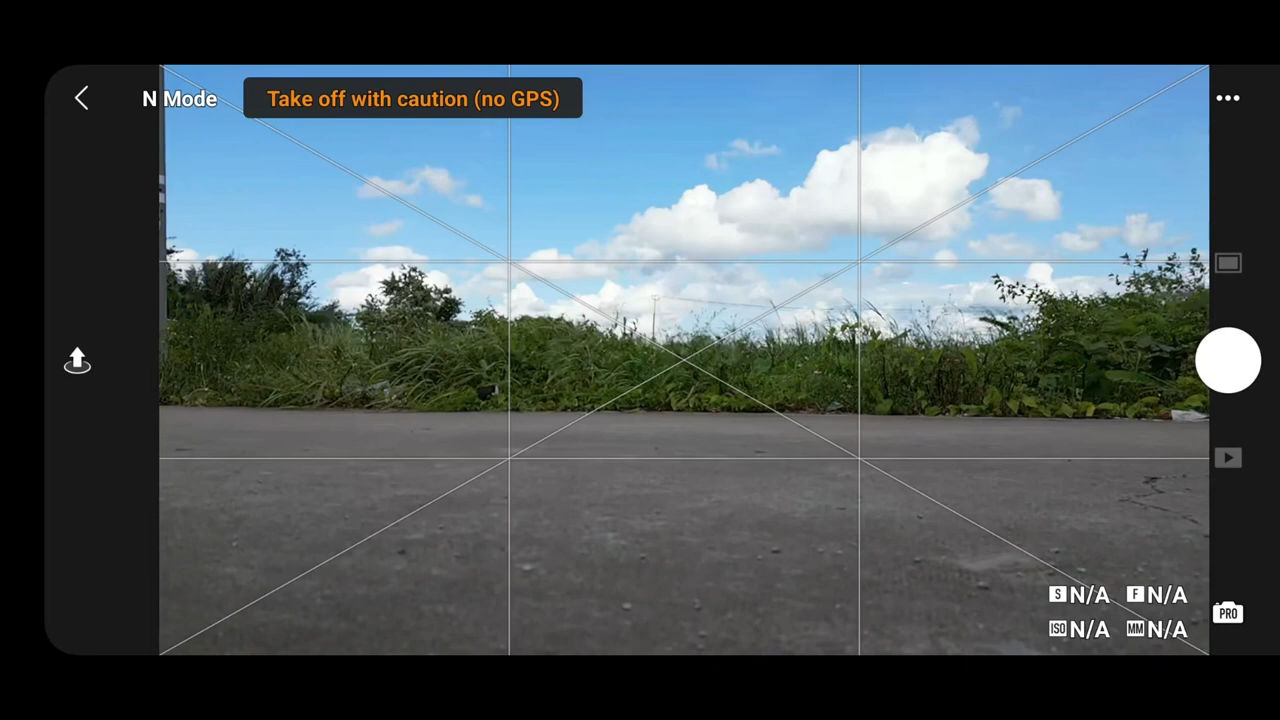 N Mode
Take off with caution (no GPS)
S N/A F N/A
ISO N/A MM N/A
PRO